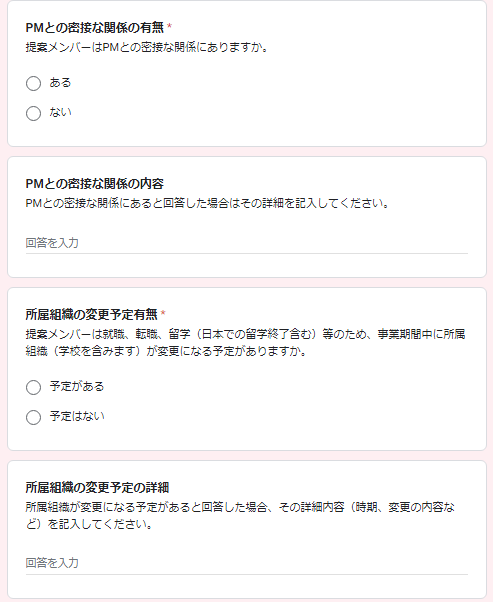 PMとの密接な関係の有無 *
提案メンバーはPMとの密接な関係にありますか。
ある
ない
PMとの密接な関係の内容
PMとの密接な関係にあると回答した場合はその詳細を記入してください。
回答を入力
所属組織の変更予定有無 *
提案メンバーは就職、転職、留学（日本での留学終了含む）等のため、事業期間中に所属
組織（学校を含みます）が変更になる予定がありますか。
予定がある
予定はない
所属組織の変更予定の詳細
所属組織が変更になる予定があると回答した場合、その詳細内容（時期、変更の内容な
ど）を記入してください。
回答を入力